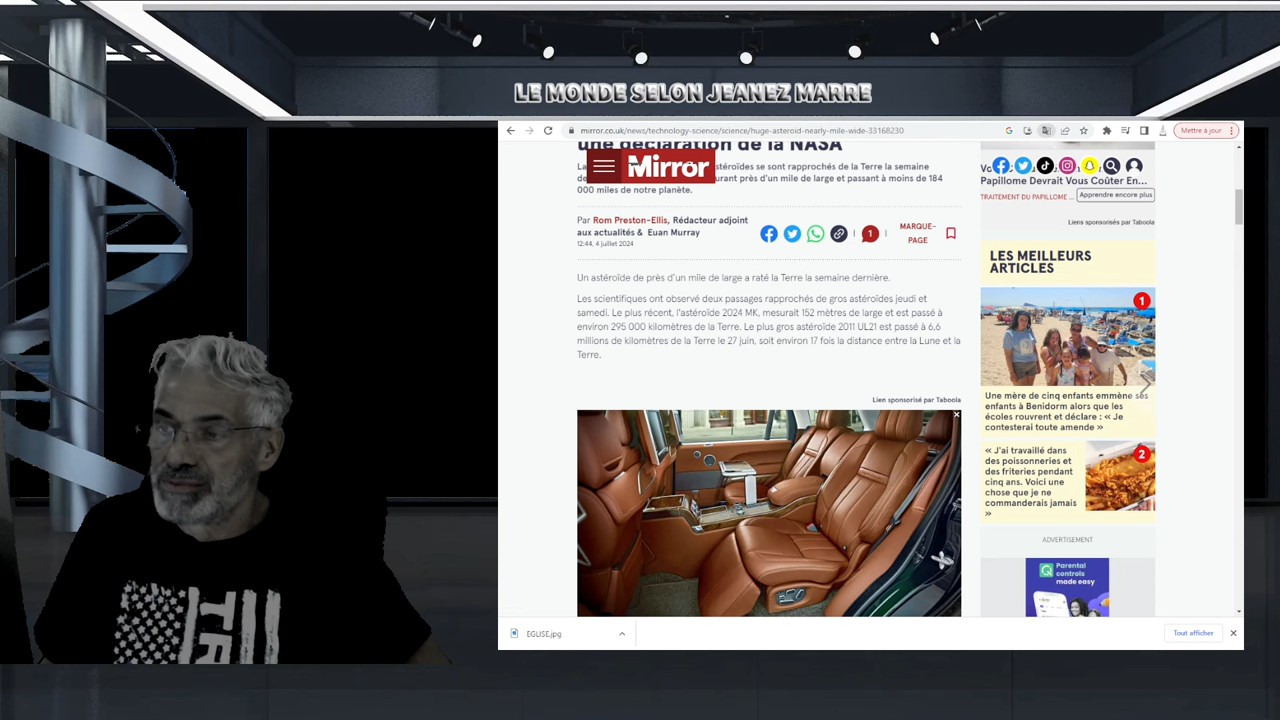 LE MONDE SELON JEANEZ MARRE
mirror.co.uk/news/technology-science/science/huge-asteroid-nearly-mile-wide-33168230
Mettre à jour
une déclaration de la NASA
Mirror
La
stéroïdes se sont rapprochés de la Terre la semaine
de
urant près d'un mile de large et passant à moins de 184
000 miles de notre planète.
Par Rom Preston-Ellis, Rédacteur adjoint
aux actualités & Euan Murray
12:44, 4 juillet 2024
1
MARQUE-
PAGE
Un astéroïde de près d'un mile de large a raté la Terre la semaine dernière.
Les scientifiques ont observé deux passages rapprochés de gros astéroïdes jeudi et
samedi. Le plus récent, l'astéroïde 2024 MK, mesurait 152 mètres de large et est passé à
environ 295 000 kilomètres de la Terre. Le plus gros astéroïde 2011 UL21 est passé à 6,6
millions de kilomètres de la Terre le 27 juin, soit environ 17 fois la distance entre la Lune et la
Terre.
Lien sponsorisé par Taboola
Papillome Devrait Vous Coûter En...
TRAITEMENT DU PAPILLOME ...
Apprendre encore plus
Liens sponsorisés par Taboola
LES MEILLEURS
ARTICLES
1
Une mère de cinq enfants emmène ses
enfants à Benidorm alors que les
écoles rouvrent et déclare : « Je
contesterai toute amende »
« J'ai travaillé dans
des poissonneries et
des friteries pendant
cinq ans. Voici une
chose que je ne
commanderais jamais
»
2
ADVERTISEMENT
Parental
controls
made easy
EGLISE.jpg
Tout afficher